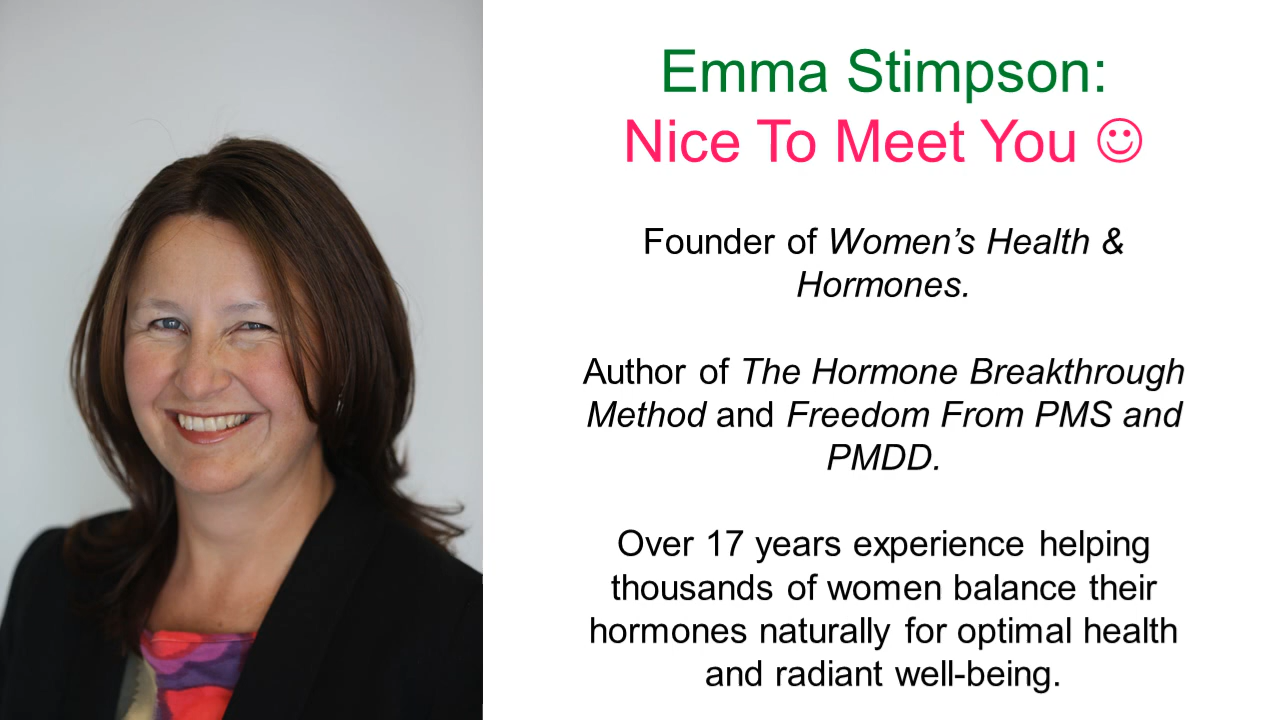 Emma Stimpson:
Nice To Meet You ☺
Founder of Women’s Health &
Hormones.
Author of The Hormone Breakthrough
Method and Freedom From PMS and
PMDD.
Over 17 years experience helping
thousands of women balance their
hormones naturally for optimal health
and radiant well-being.